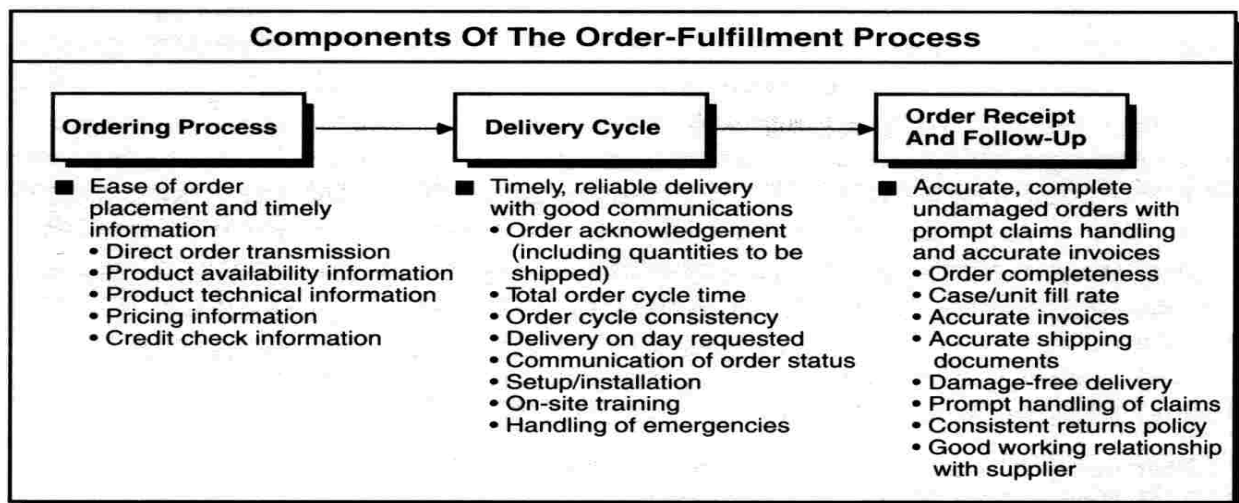 Components Of The Order-Fulfillment Process
Ordering Process
■ Ease of order
placement and timely
information
• Direct order transmission
• Product availability information
• Product technical information
• Pricing information
• Credit check information
Delivery Cycle
■ Timely, reliable delivery
with good communications
• Order acknowledgement
(including quantities to be
shipped)
• Total order cycle time
• Order cycle consistency
• Delivery on day requested
• Communication of order status
• Setup/installation
• On-site training
• Handling of emergencies
Order Receipt
And Follow-Up
■ Accurate, complete
undamaged orders with
prompt claims handling
and accurate invoices
• Order completeness
• Case/unit fill rate
• Accurate invoices
• Accurate shipping
documents
• Damage-free delivery
• Prompt handling of claims
• Consistent returns policy
• Good working relationship
with supplier